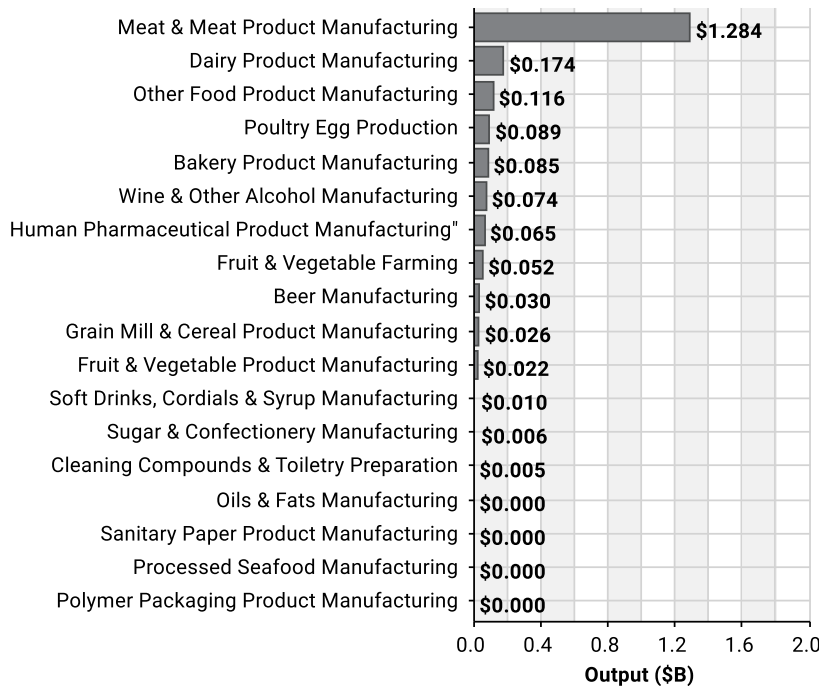 Meat & Meat Product Manufacturing $1.284
Dairy Product Manufacturing $0.174
Other Food Product Manufacturing $0.116
Poultry Egg Production $0.089
Bakery Product Manufacturing $0.085
Wine & Other Alcohol Manufacturing $0.074
Human Pharmaceutical Product Manufacturing" $0.065
Fruit & Vegetable Farming $0.052
Beer Manufacturing $0.030
Grain Mill & Cereal Product Manufacturing $0.026
Fruit & Vegetable Product Manufacturing $0.022
Soft Drinks, Cordials & Syrup Manufacturing $0.010
Sugar & Confectionery Manufacturing $0.006
Cleaning Compounds & Toiletry Preparation $0.005
Oils & Fats Manufacturing $0.000
Sanitary Paper Product Manufacturing $0.000
Processed Seafood Manufacturing $0.000
Polymer Packaging Product Manufacturing $0.000
0.0 0.4 0.8 1.2 1.6 2.0
Output ($B)